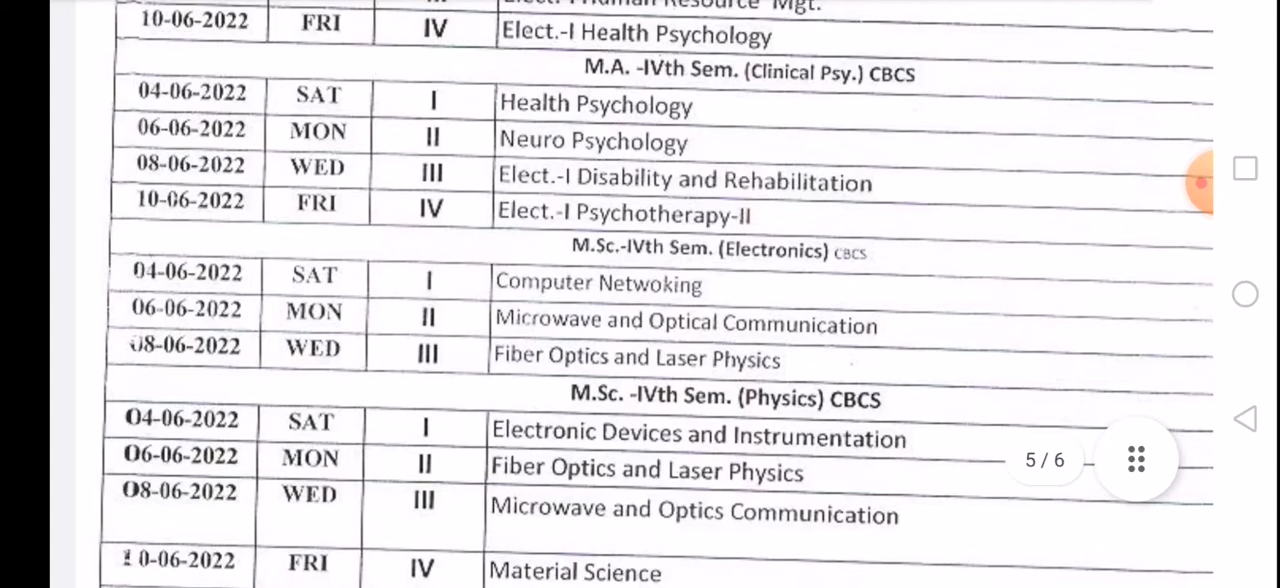 Mgt.
10-06-2022 FRI IV Elect.-I Health Psychology
M.A. -IVth Sem. (Clinical Psy.) CBCS
04-06-2022 SAT I Health Psychology
06-06-2022 MON II Neuro Psychology
08-06-2022 WED III Elect.-I Disability and Rehabilitation
10-06-2022 FRI IV Elect.-I Psychotherapy-II
M.Sc.-IVth Sem. (Electronics) CBCS
04-06-2022 SAT I Computer Netwoking
06-06-2022 MON II Microwave and Optical Communication
08-06-2022 WED III Fiber Optics and Laser Physics
M.Sc. -IVth Sem. (Physics) CBCS
04-06-2022 SAT I Electronic Devices and Instrumentation
06-06-2022 MON II Fiber Optics and Laser Physics
5 / 6
08-06-2022 WED III Microwave and Optics Communication
10-06-2022 FRI IV Material Science